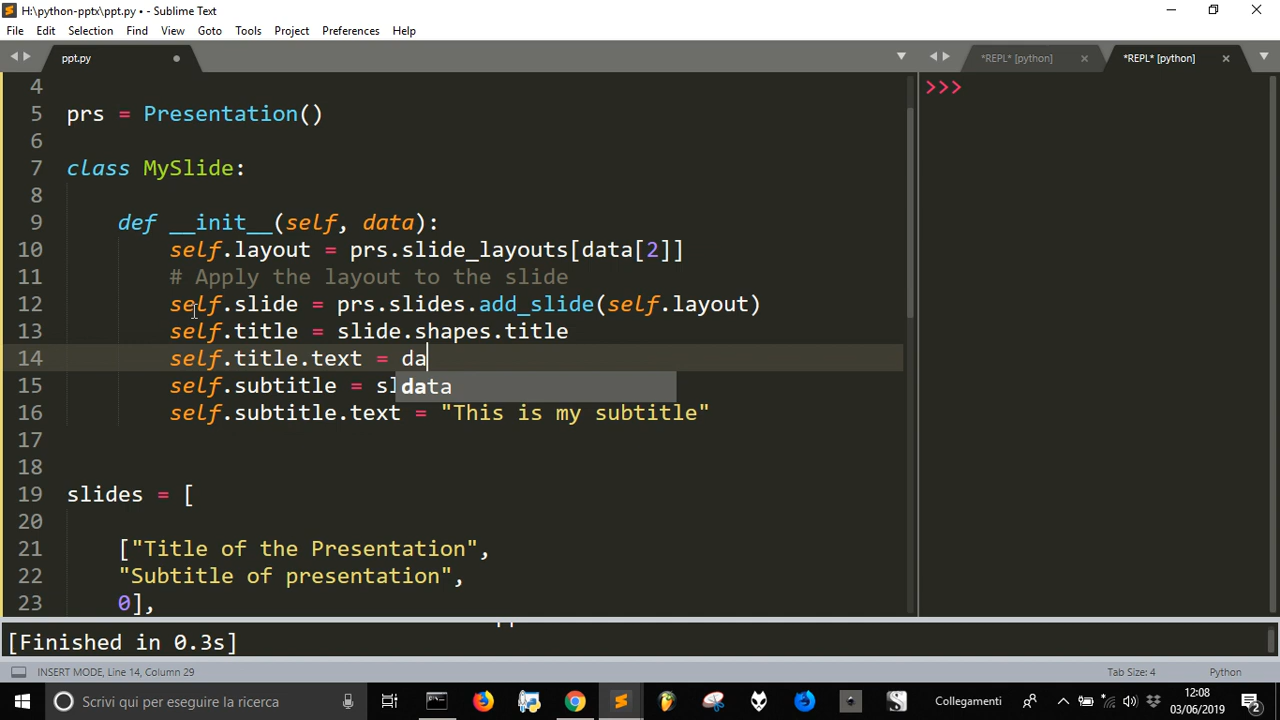 H:\python-pptx\ppt.py • - Sublime Text
File Edit Selection Find View Goto Tools Project Preferences Help
ppt.py *REPL* [python] *REPL* [python]
4
5 prs = Presentation()
6
7 class MySlide:
8
9 def __init__(self, data):
10 self.layout = prs.slide_layouts[data[2]]
11 # Apply the layout to the slide
12 self.slide = prs.slides.add_slide(self.layout)
13 self.title = slide.shapes.title
14 self.title.text = da
15 self.subtitle = sl
data
16 self.subtitle.text = "This is my subtitle"
17
18
19 slides = [
20
21 ["Title of the Presentation",
22 "Subtitle of presentation",
23 0],
>>>
[Finished in 0.3s]
INSERT MODE, Line 14, Column 29 Tab Size: 4 Python
Scrivi qui per eseguire la ricerca Collegamenti 12:08
03/06/2019
2